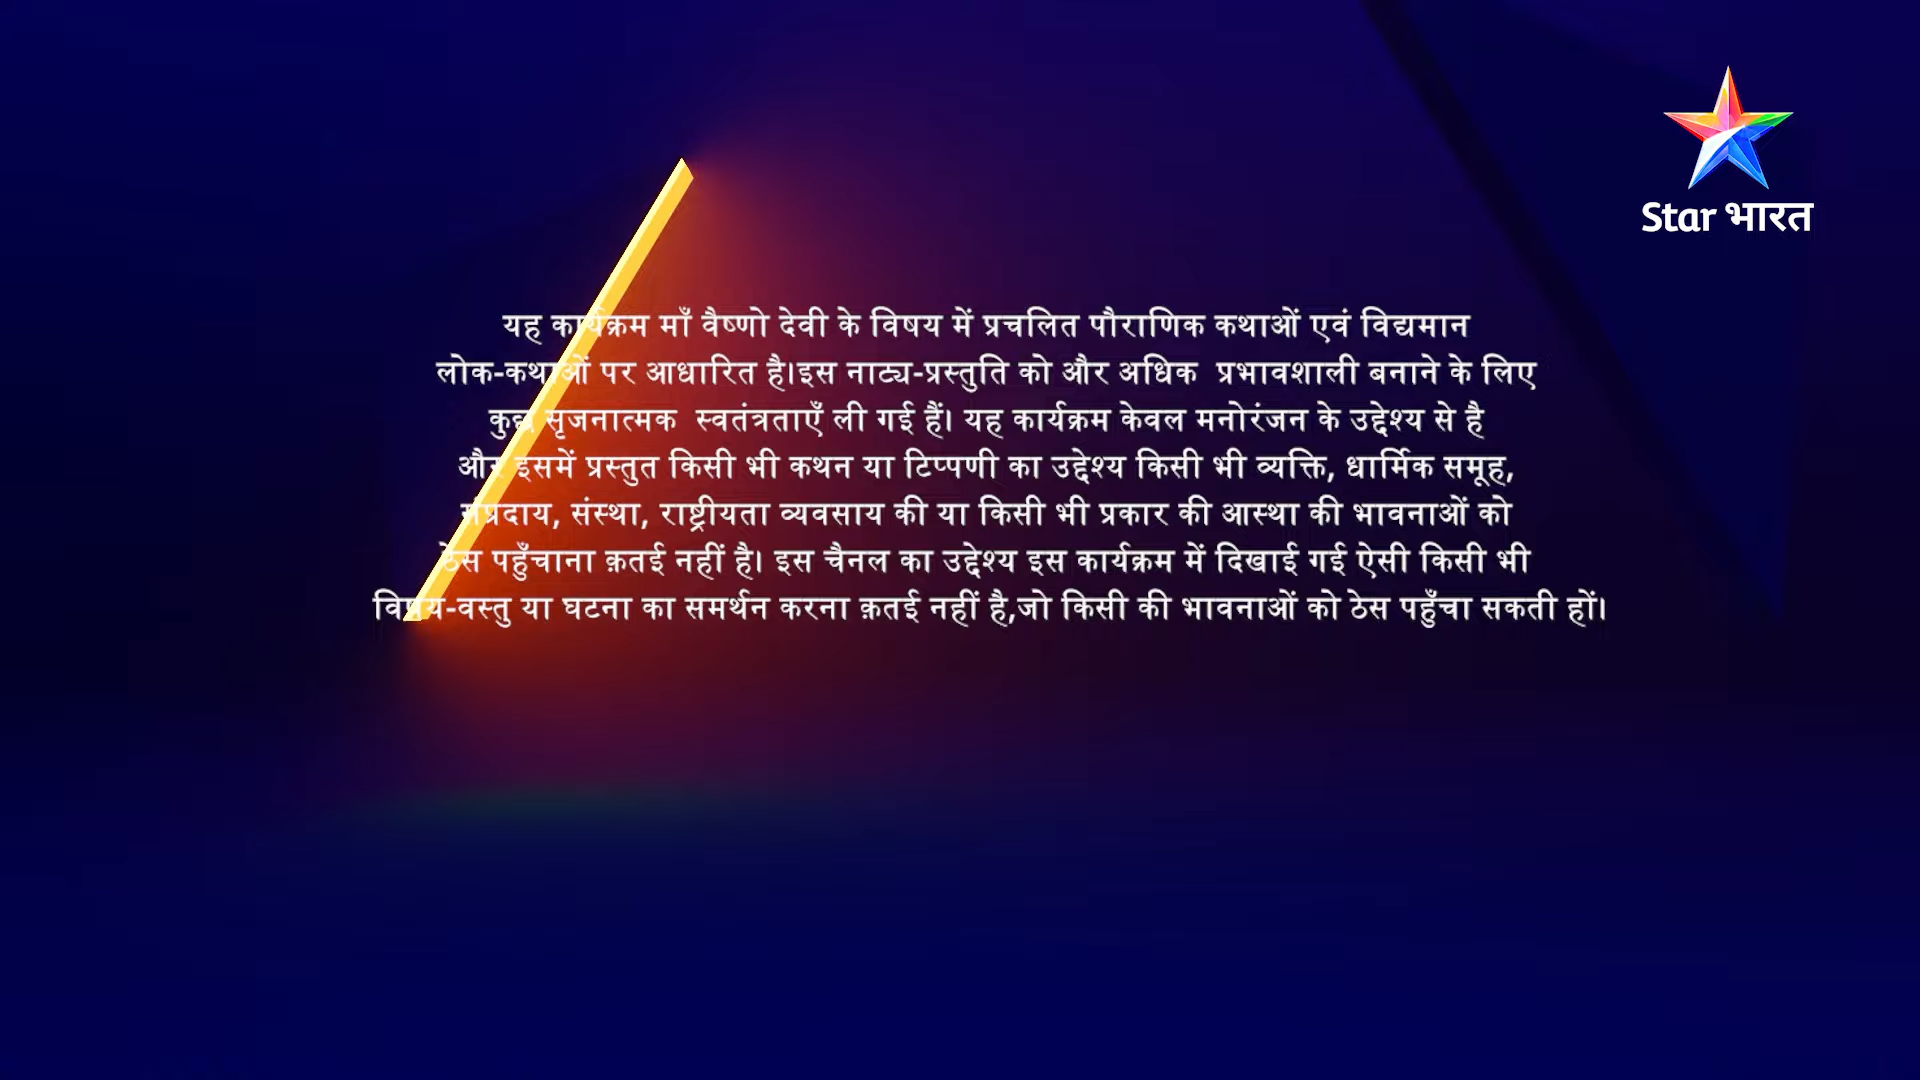 Star भारत
यह कार्यक्रम माँ वैष्णो देवी के विषय में प्रचलित पौराणिक कथाओं एवं विद्यमान
लोक-कथाओं पर आधारित है।इस नाट्य-प्रस्तुति को और अधिक प्रभावशाली बनाने के लिए
कुछ सृजनात्मक स्वतंत्रताएँ ली गई हैं। यह कार्यक्रम केवल मनोरंजन के उद्देश्य से है
और इसमें प्रस्तुत किसी भी कथन या टिप्पणी का उद्देश्य किसी भी व्यक्ति, धार्मिक समूह,
संप्रदाय, संस्था, राष्ट्रीयता व्यवसाय की या किसी भी प्रकार की आस्था की भावनाओं को
ठेस पहुँचाना क़तई नहीं है। इस चैनल का उद्देश्य इस कार्यक्रम में दिखाई गई ऐसी किसी भी
विषय-वस्तु या घटना का समर्थन करना क़तई नहीं है,जो किसी की भावनाओं को ठेस पहुँचा सकती हों।